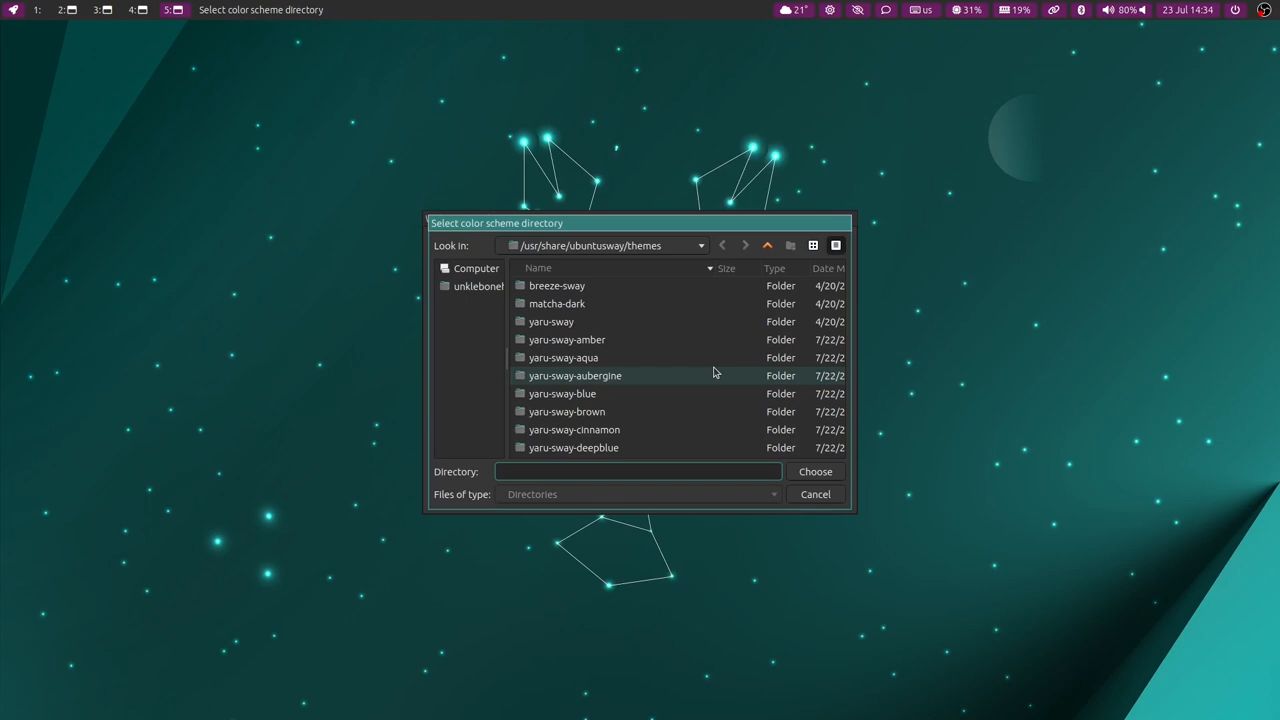 1: 2: 3: 4: 5: Select color scheme directory 21° us 31% 19% 80% 23 Jul 14:34
Select color scheme directory
Look In: /usr/share/ubuntusway/themes
Computer
Name Size Type Date M
breeze-sway Folder 4/20/2
matcha-dark Folder 4/20/2
yaru-sway Folder 4/20/2
yaru-sway-amber Folder 7/22/2
yaru-sway-aqua Folder 7/22/2
yaru-sway-aubergine Folder 7/22/2
yaru-sway-blue Folder 7/22/2
yaru-sway-brown Folder 7/22/2
yaru-sway-cinnamon Folder 7/22/2
yaru-sway-deepblue Folder 7/22/2
Directory: Choose
Files of type: Directories Cancel